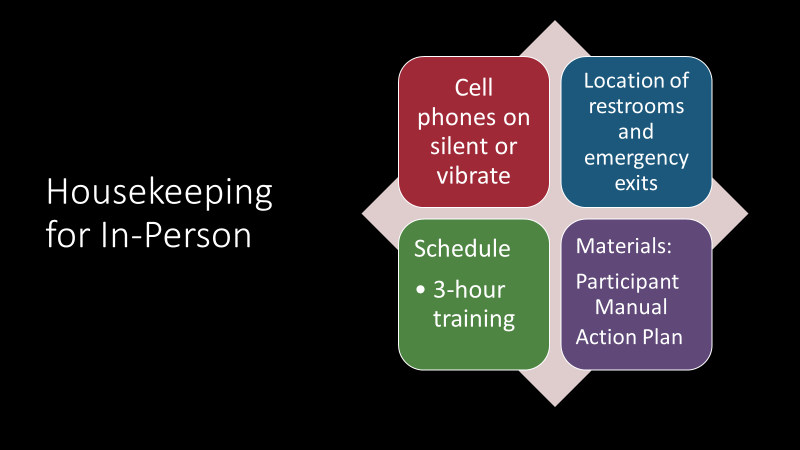 Housekeeping
for In-Person
Cell
phones on
silent or
vibrate
Location of
restrooms
and
emergency
exits
Schedule
• 3-hour
training
Materials:
Participant
Manual
Action Plan